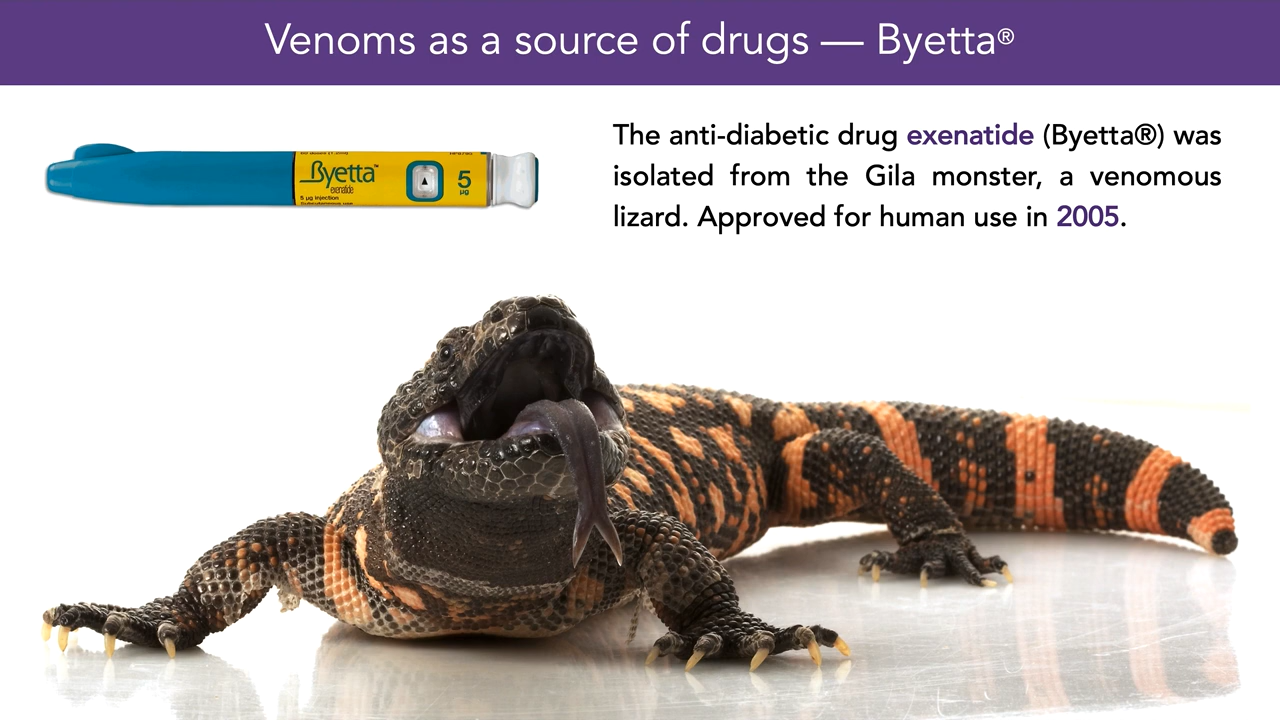 Venoms as a source of drugs — Byetta®
The anti-diabetic drug exenatide (Byetta®) was
isolated from the Gila monster, a venomous
lizard. Approved for human use in 2005.
Byetta™
exenatide
5 µg injection
5
µg